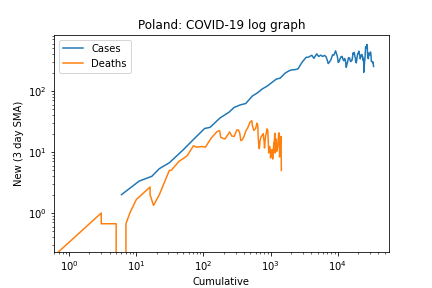 Poland: COVID-19 log graph
Cases
Deaths
New (3 day SMA)
10²
10¹
10⁰
10⁰ 10¹ 10² 10³ 10⁴
Cumulative